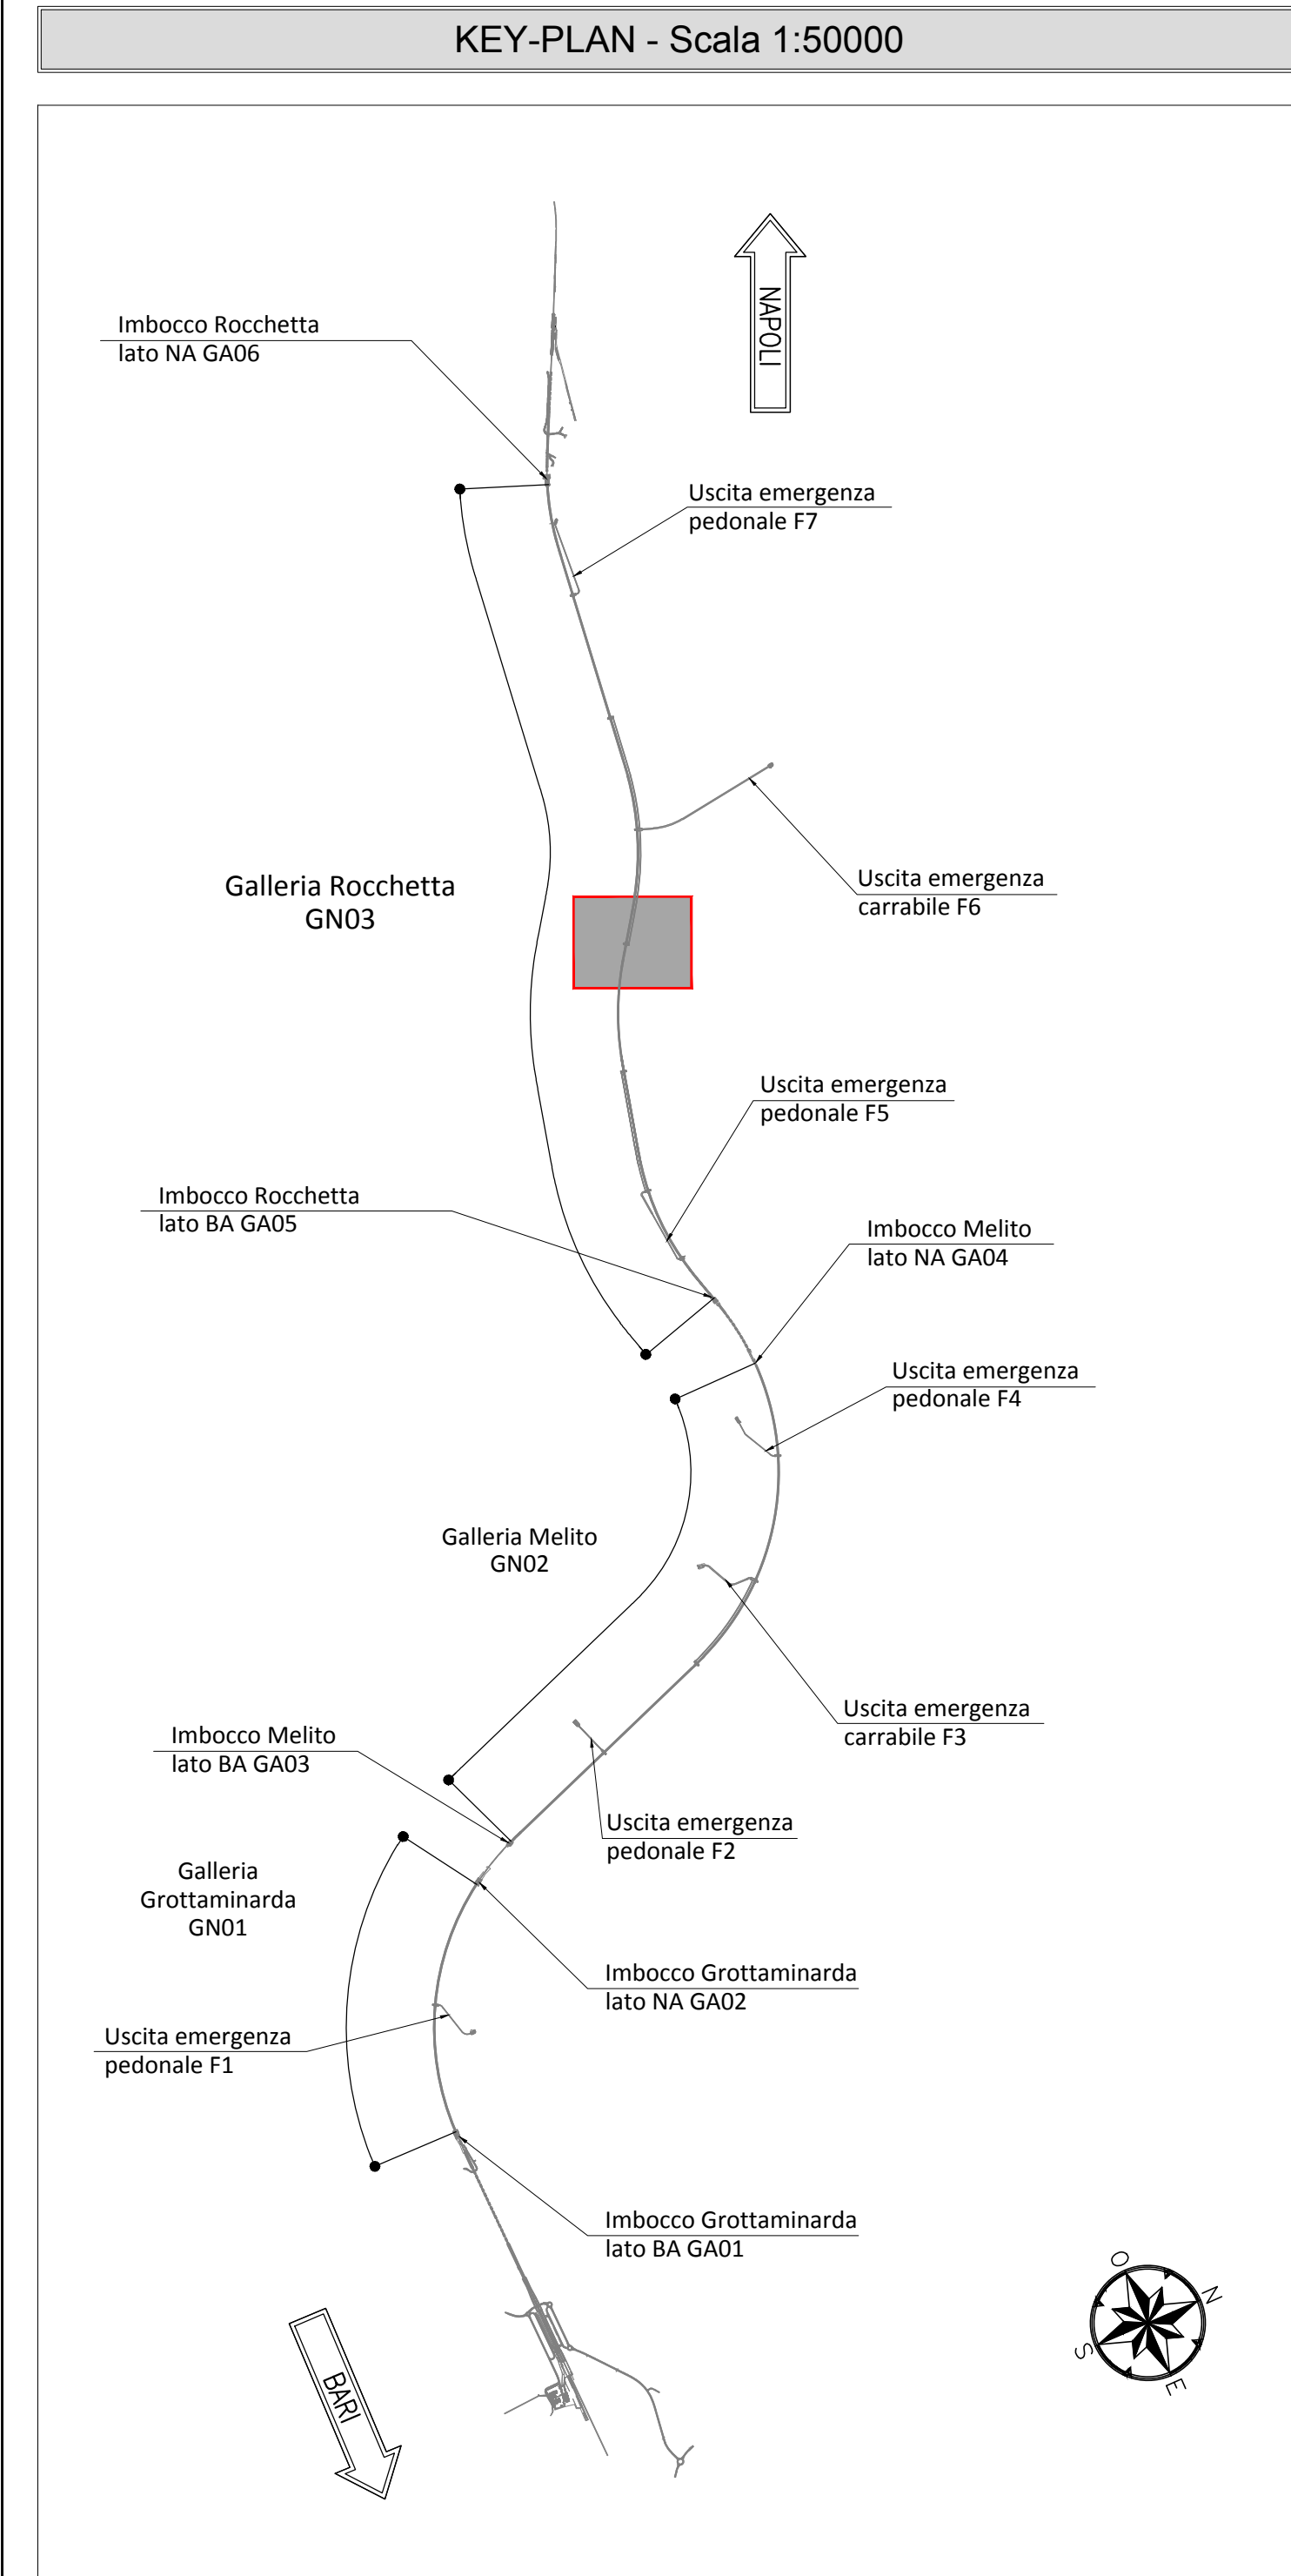 KEY-PLAN - Scala 1:50000
NAPOLI
Imbocco Rocchetta
lato NA GA06
Uscita emergenza
pedonale F7
Uscita emergenza
carrabile F6
Galleria Rocchetta
GN03
Uscita emergenza
pedonale F5
Imbocco Rocchetta
lato BA GA05
Imbocco Melito
lato NA GA04
Uscita emergenza
pedonale F4
Galleria Melito
GN02
Uscita emergenza
carrabile F3
Imbocco Melito
lato BA GA03
Uscita emergenza
pedonale F2
Galleria
Grottaminarda
GN01
Imbocco Grottaminarda
lato NA GA02
Uscita emergenza
pedonale F1
Imbocco Grottaminarda
lato BA GA01
O
N
S
E
BARI